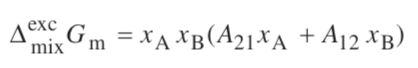 Δ_mix^exc G_m = x_A x_B (A_21 x_A + A_12 x_B)